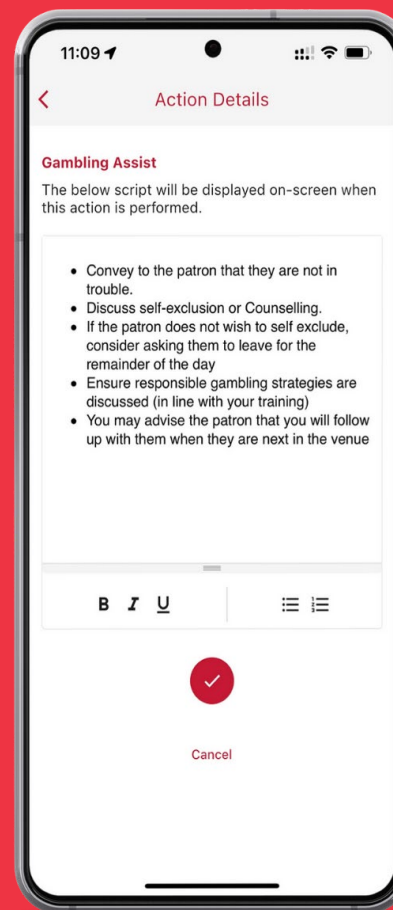 11:09
Action Details
Gambling Assist
The below script will be displayed on-screen when
this action is performed.
• Convey to the patron that they are not in
trouble.
• Discuss self-exclusion or Counselling.
• If the patron does not wish to self exclude,
consider asking them to leave for the
remainder of the day
• Ensure responsible gambling strategies are
discussed (in line with your training)
• You may advise the patron that you will follow
up with them when they are next in the venue
B I U
Cancel